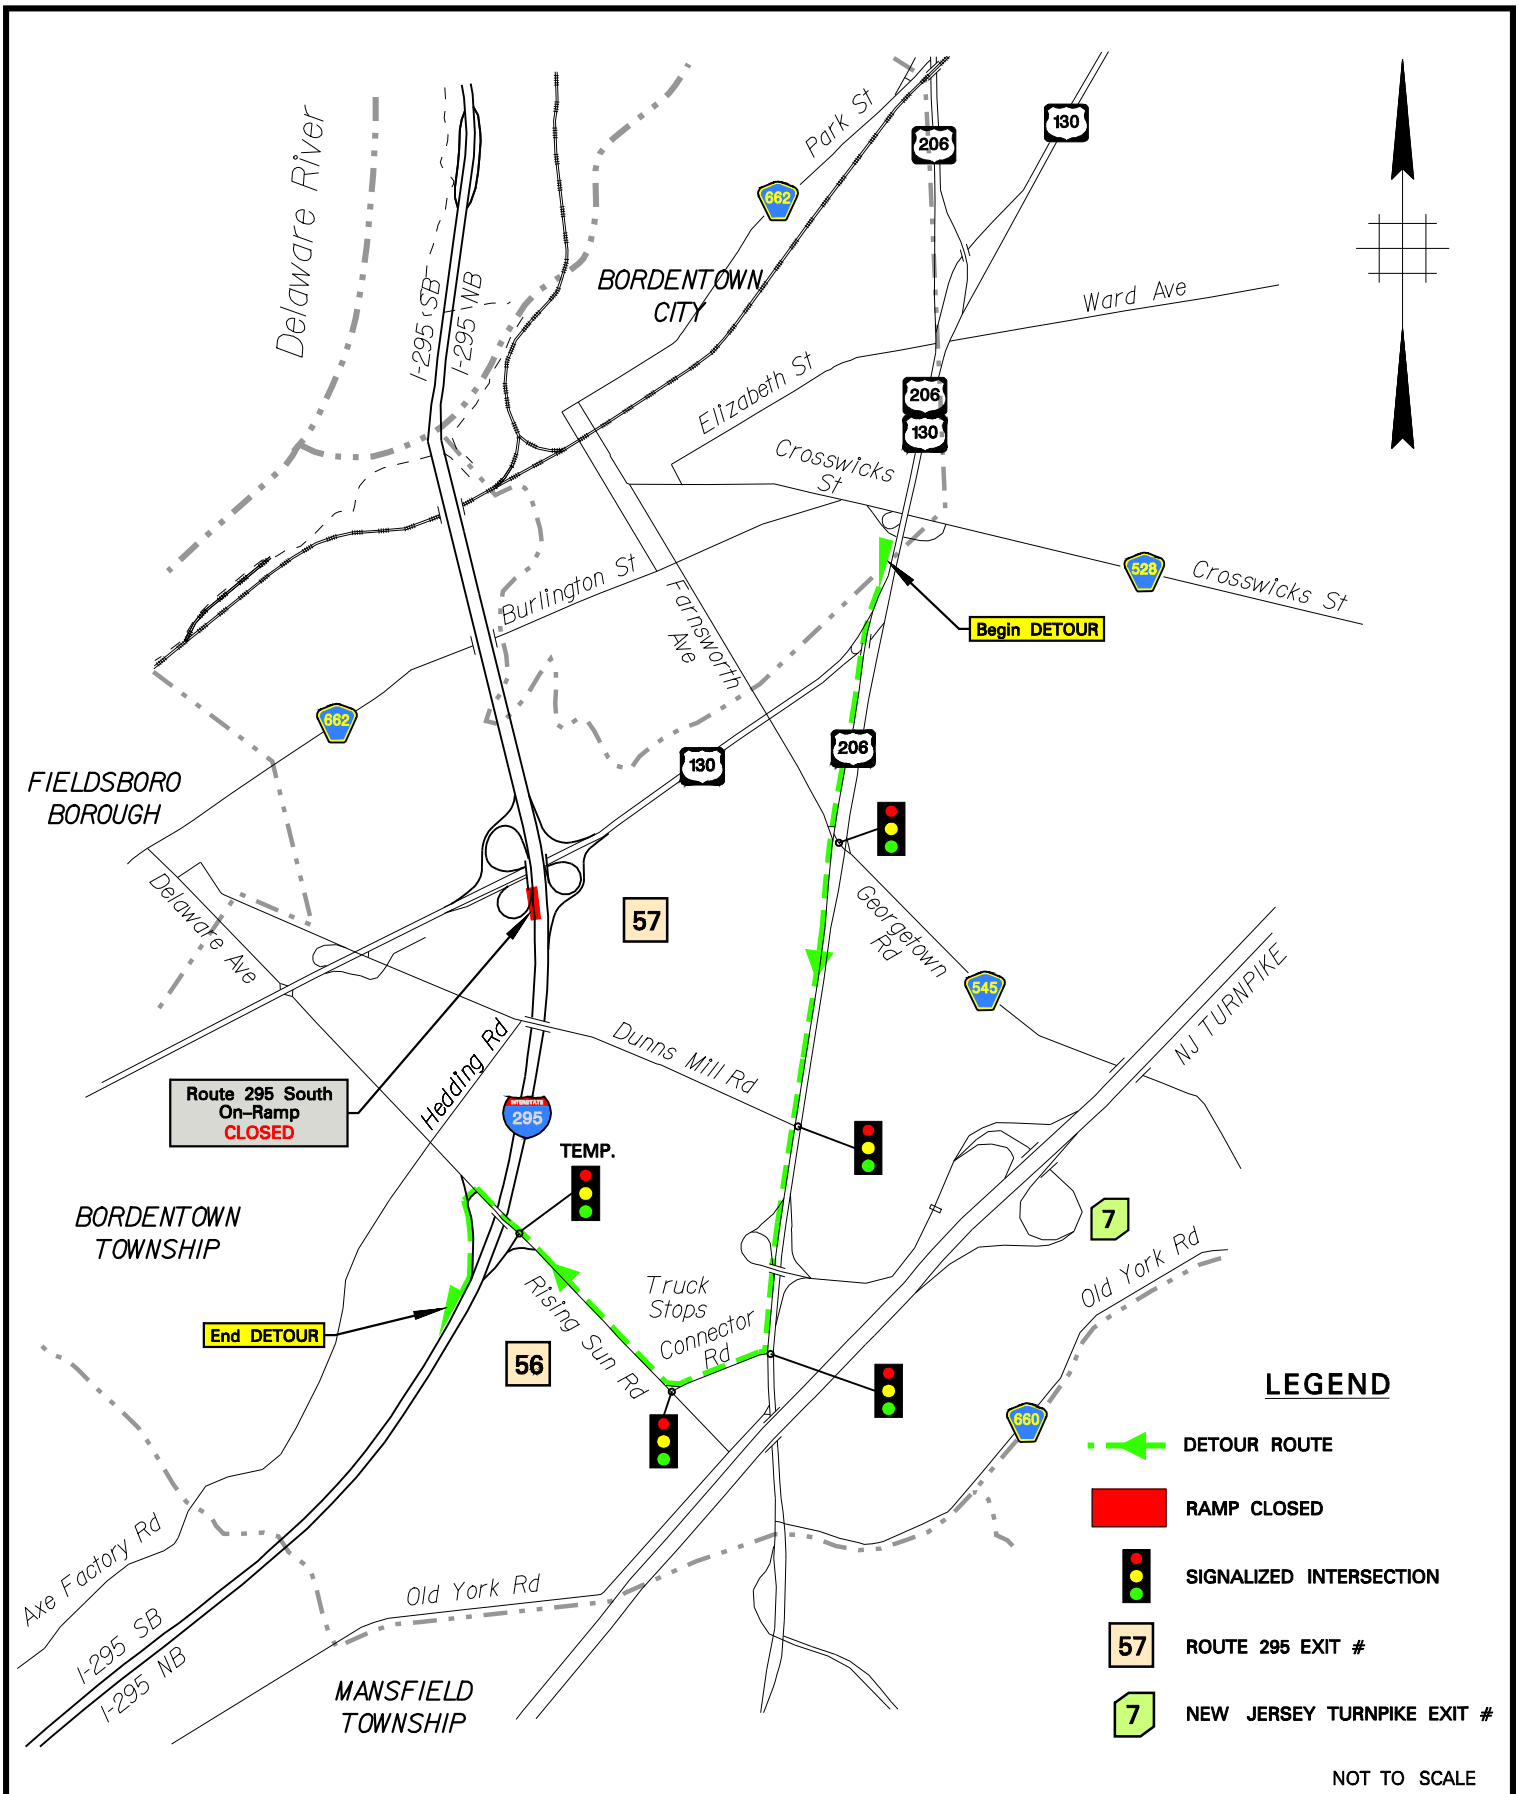 Delaware River
Park St
206
130
662
I-295 SB
I-295 NB
BORDENTOWN
CITY
Ward Ave
Elizabeth St
206
130
Crosswicks
St
528
Crosswicks St
Burlington St
Farnsworth
Ave
Begin DETOUR
662
130
206
FIELDSBORO
BOROUGH
Delaware Ave
57
Georgetown
Rd
545
NJ TURNPIKE
Hedding Rd
Dunns Mill Rd
Route 295 South
On-Ramp
CLOSED
INTERSTATE
295
TEMP.
BORDENTOWN
TOWNSHIP
7
Old York Rd
Truck
Stops
Rising Sun Rd
Connector
Rd
End DETOUR
56
660
LEGEND
DETOUR ROUTE
RAMP CLOSED
SIGNALIZED INTERSECTION
57
ROUTE 295 EXIT #
7
NEW JERSEY TURNPIKE EXIT #
Axe Factory Rd
Old York Rd
I-295 SB
I-295 NB
MANSFIELD
TOWNSHIP
NOT TO SCALE